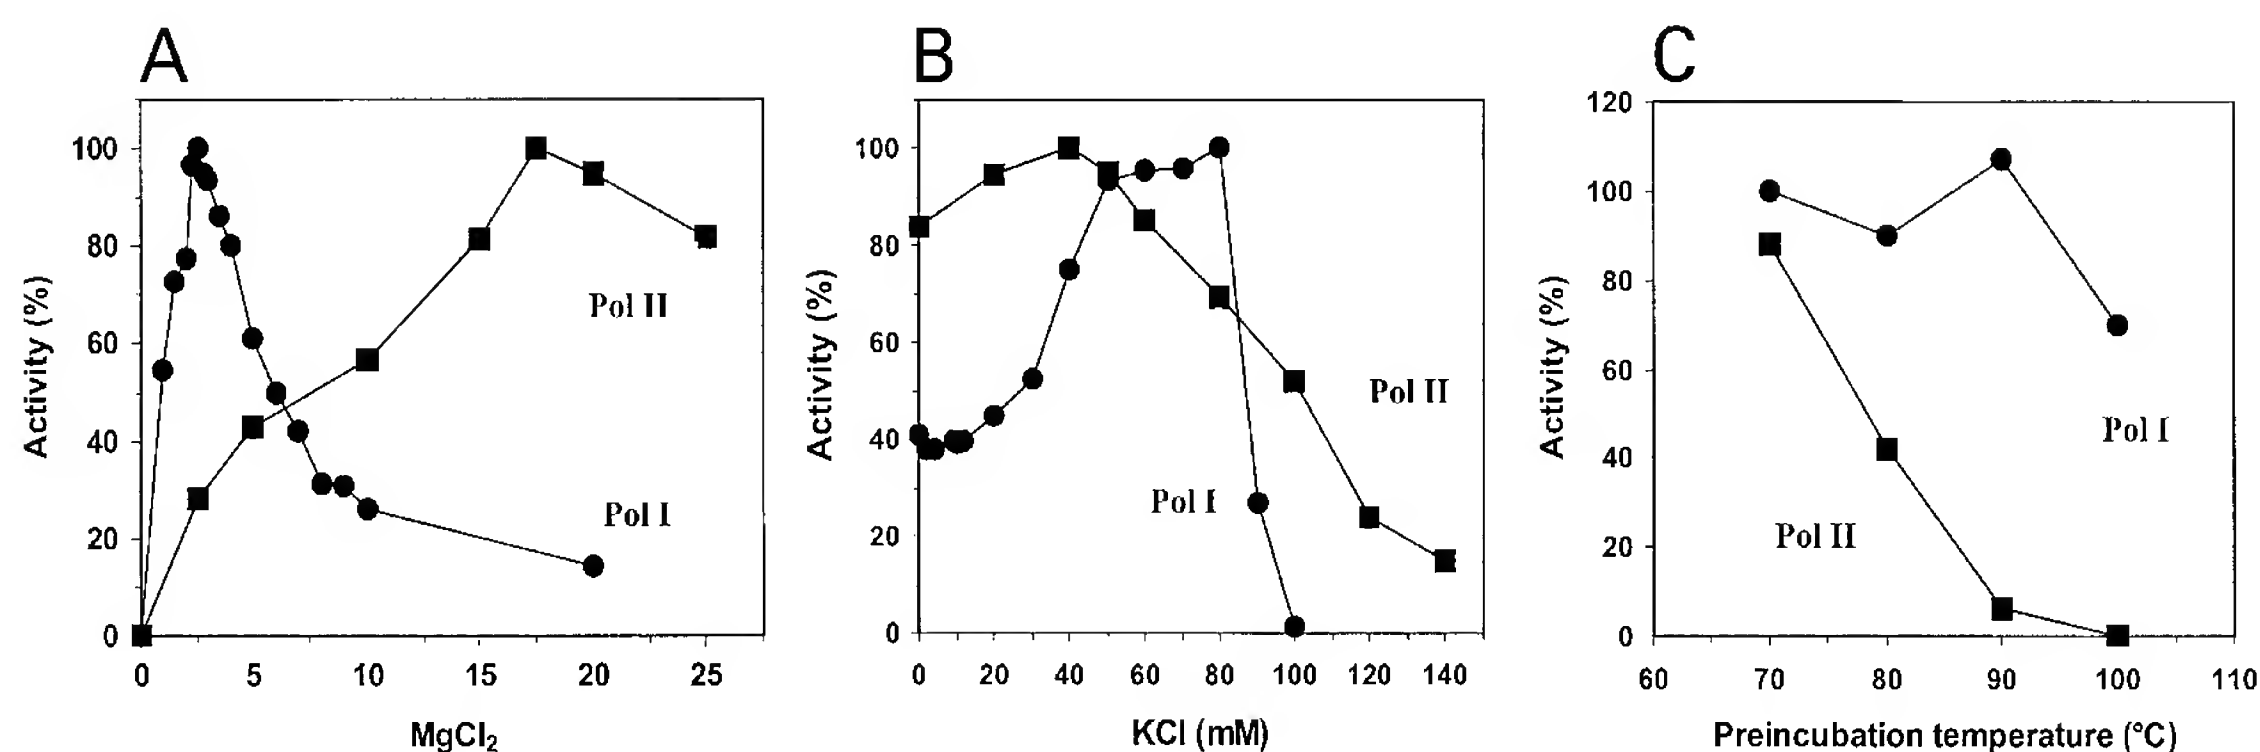 A
B
C
Activity (%)
100
80
60
40
20
0
Pol II
Pol I
0 5 10 15 20 25
MgCl₂
Activity (%)
100
80
60
40
20
0
Pol II
Pol I
0 20 40 60 80 100 120 140
KCl (mM)
Activity (%)
120
100
80
60
40
20
0
Pol I
Pol II
60 70 80 90 100 110
Preincubation temperature (°C)